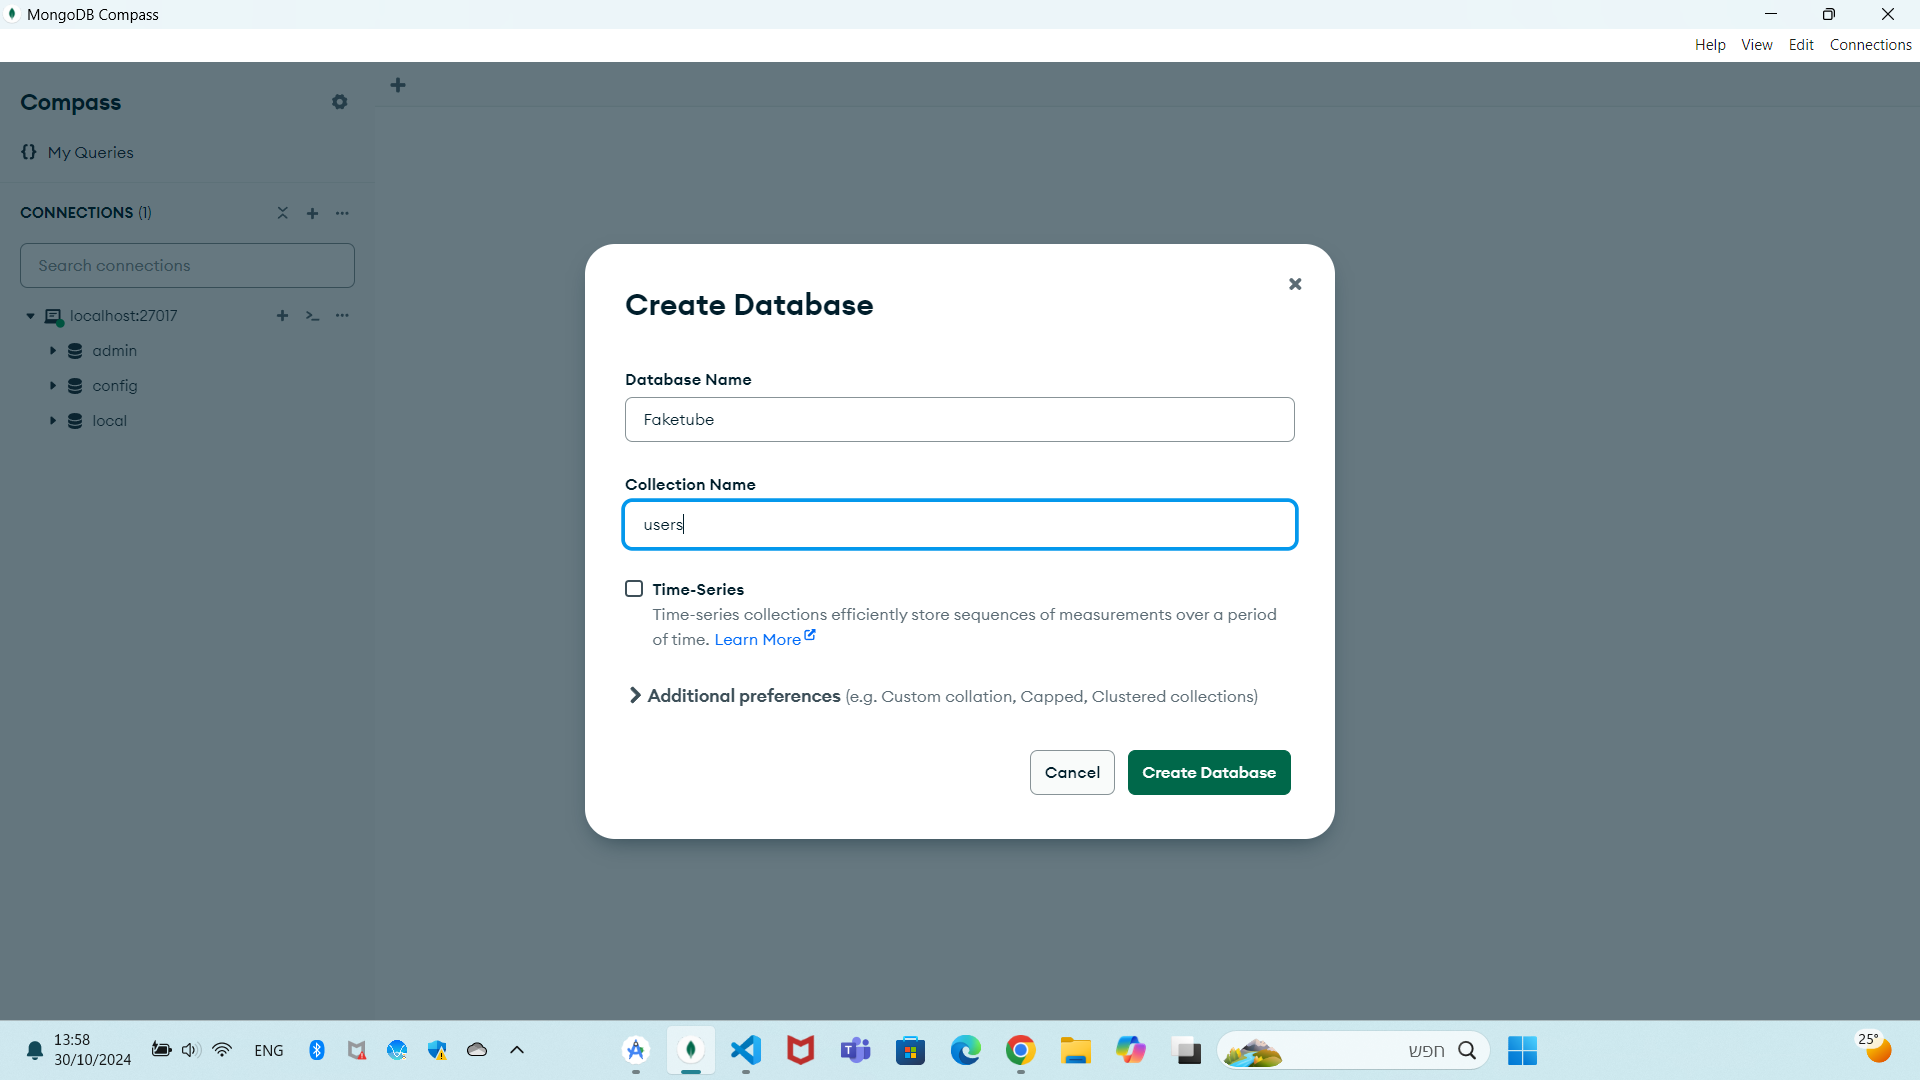 MongoDB Compass
Help View Edit Connections
Compass
My Queries
CONNECTIONS (1)
Search connections
localhost:27017
admin
config
local
Create Database
Database Name
Faketube
Collection Name
users
Time-Series
Time-series collections efficiently store sequences of measurements over a period
of time. Learn More
Additional preferences (e.g. Custom collation, Capped, Clustered collections)
Cancel
Create Database
13:58
30/10/2024
ENG
חפש
25°